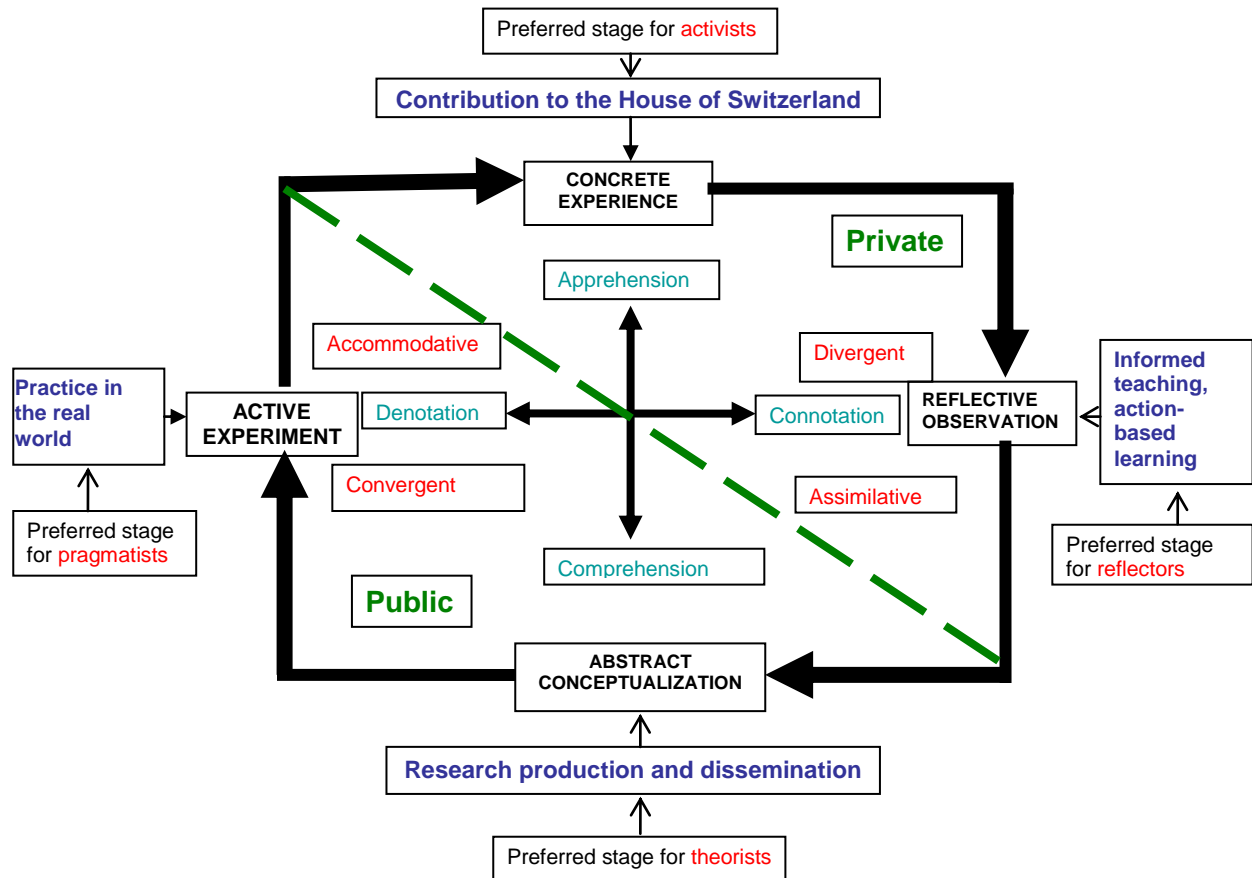 Preferred stage for activists
Contribution to the House of Switzerland
CONCRETE
EXPERIENCE
Private
Apprehension
Accommodative
Divergent
Practice in
the real
world
ACTIVE
EXPERIMENT
Denotation
Connotation
REFLECTIVE
OBSERVATION
Informed
teaching,
action-
based
learning
Convergent
Assimilative
Preferred stage
for pragmatists
Preferred stage
for reflectors
Comprehension
Public
ABSTRACT
CONCEPTUALIZATION
Research production and dissemination
Preferred stage for theorists